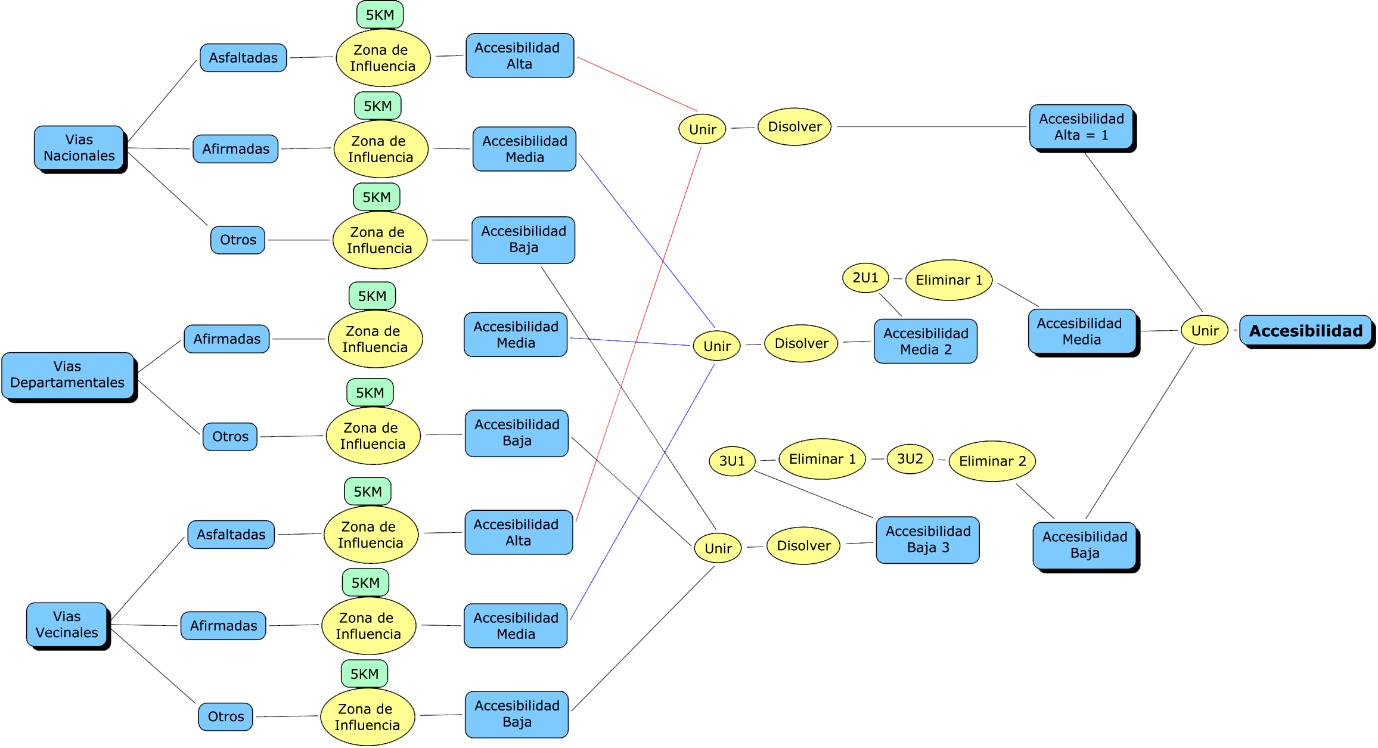 5KM
Asfaltadas
Zona de
Influencia
Accesibilidad
Alta
5KM
Vias
Nacionales
Afirmadas
Zona de
Influencia
Accesibilidad
Media
5KM
Otros
Zona de
Influencia
Accesibilidad
Baja
Unir
Disolver
Accesibilidad
Alta = 1
5KM
Vias
Departamentales
Afirmadas
Zona de
Influencia
Accesibilidad
Media
5KM
Otros
Zona de
Influencia
Accesibilidad
Baja
Unir
Disolver
Accesibilidad
Media 2
2U1
Eliminar 1
Accesibilidad
Media
Unir
Accesibilidad
5KM
Asfaltadas
Zona de
Influencia
Accesibilidad
Alta
5KM
Vias
Vecinales
Afirmadas
Zona de
Influencia
Accesibilidad
Media
5KM
Otros
Zona de
Influencia
Accesibilidad
Baja
Unir
Disolver
Accesibilidad
Baja 3
3U1
Eliminar 1
3U2
Eliminar 2
Accesibilidad
Baja